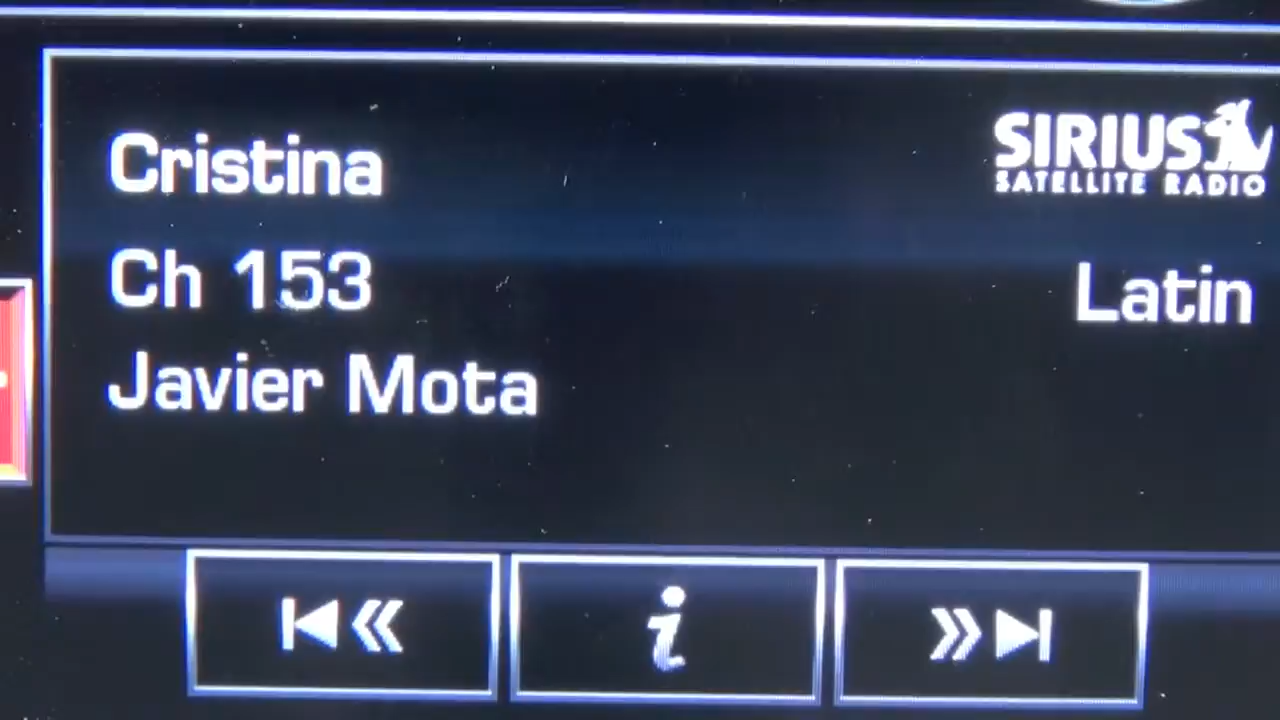 Cristina
SIRIUS
SATELLITE RADIO
Ch 153
Latin
Javier Mota
i